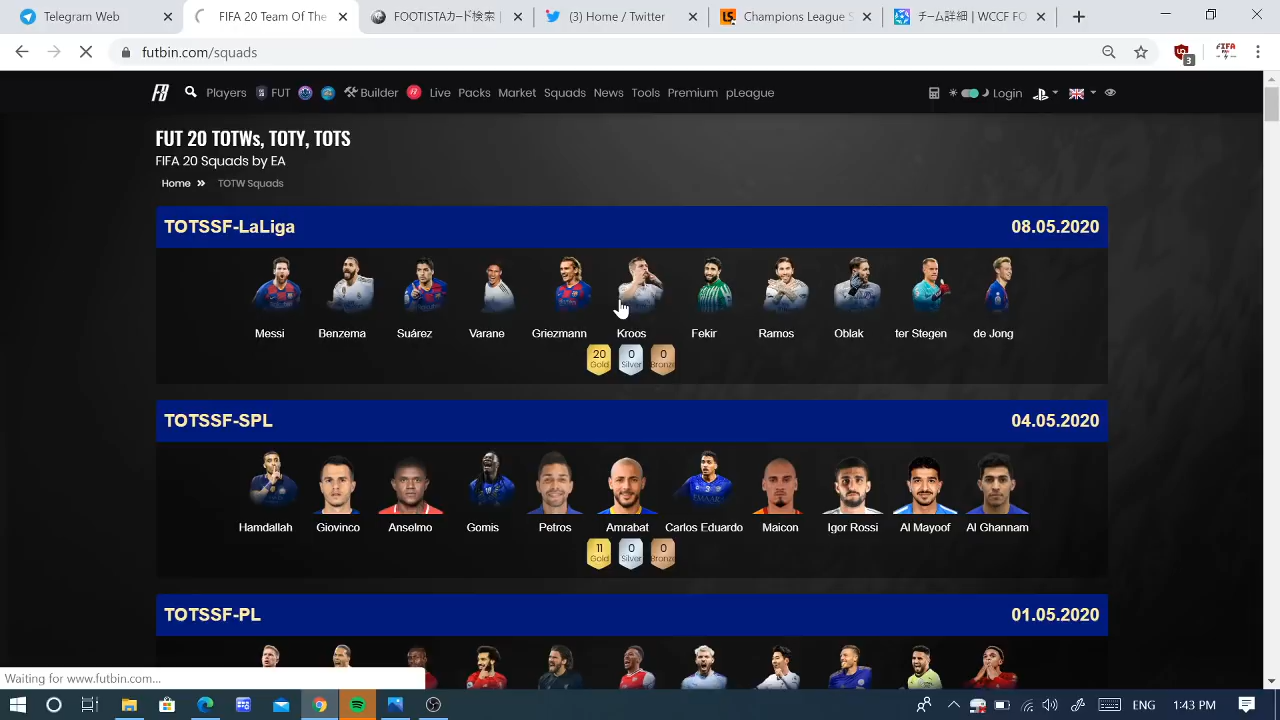 Telegram Web
FUT 20 Team Of The
FOOTISTAカード検索
(3) Home / Twitter
Champions League S
チーム詳細 | WCCF FO
futbin.com/squads
3
Players FUT Builder Live Packs Market Squads News Tools Premium pLeague Login
FUT 20 TOTWs, TOTY, TOTS
FIFA 20 Squads by EA
Home » TOTW Squads
TOTSSF-LaLiga 08.05.2020
Messi Benzema Suárez Varane Griezmann Kroos Fekir Ramos Oblak ter Stegen de Jong
20 0 0
Gold Silver Bronze
TOTSSF-SPL 04.05.2020
Hamdallah Giovinco Anselmo Gomis Petros Amrabat Carlos Eduardo Maicon Igor Rossi Al Mayoof Al Ghannam
11 0 0
Gold Silver Bronze
TOTSSF-PL 01.05.2020
Waiting for www.futbin.com...
ENG 1:43 PM